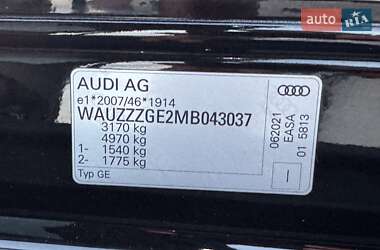 auto RIA
AUDI AG
e1*2007/46*1914
WAUZZZGE2MB043037
3170 kg
4970 kg
1- 1540 kg
2- 1775 kg
Typ GE
062021
EASA
01 5813
I